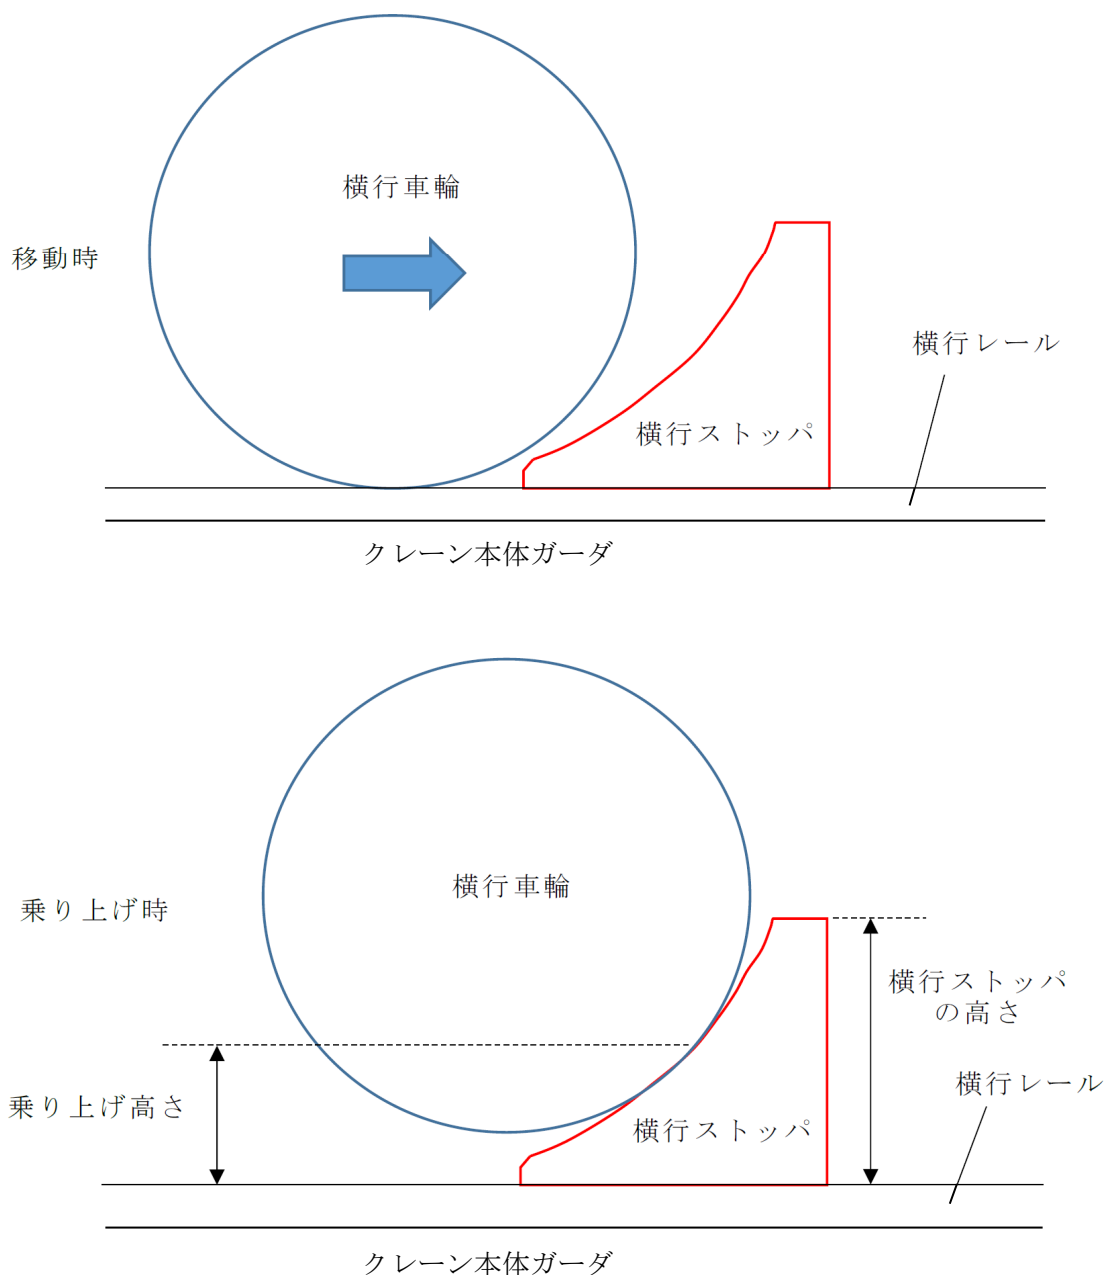 横行車輪
移動時
横行レール
横行ストッパ
クレーン本体ガーダ
横行車輪
乗り上げ時
横行ストッパ
の高さ
横行レール
乗り上げ高さ
横行ストッパ
クレーン本体ガーダ